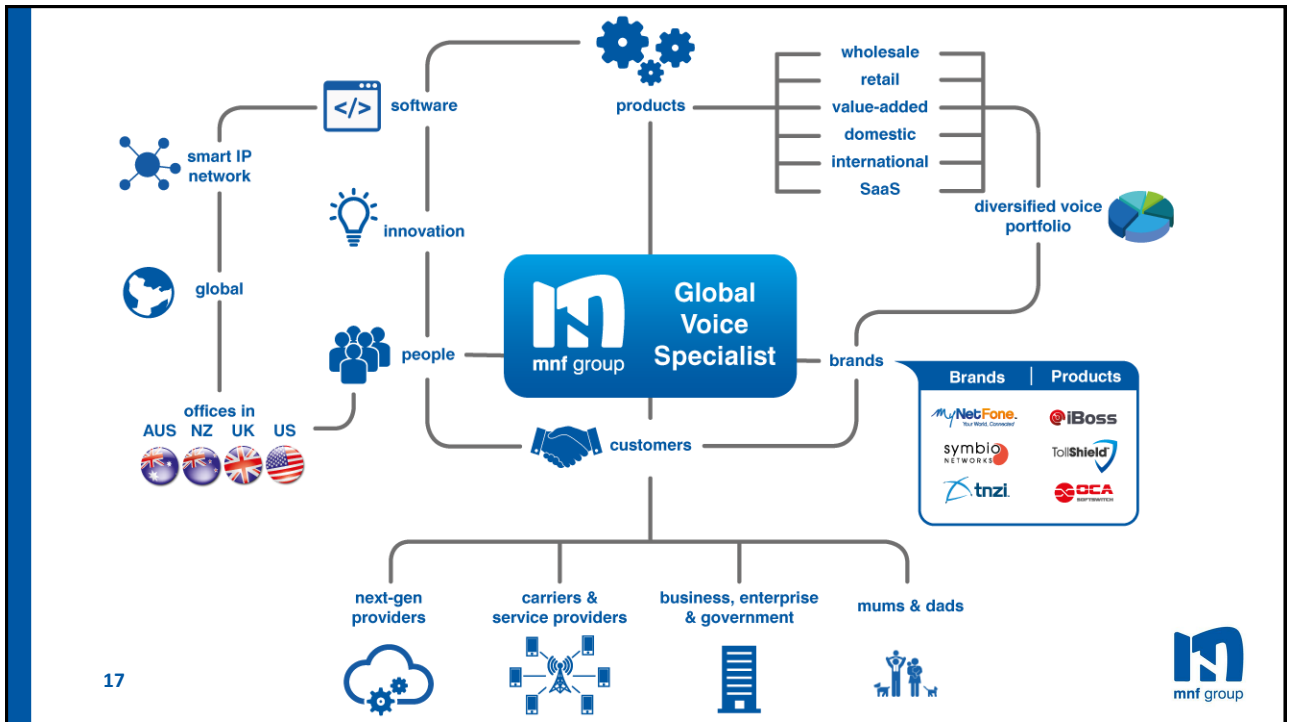 wholesale
retail
value-added
domestic
international
SaaS
products
</>
software
smart IP
network
innovation
global
diversified voice
portfolio
mnf group
Global
Voice
Specialist
people
brands
Brands | Products
MyNetFone
Your World, Connected
iBoss
symbio
NETWORKS
TollShield
tnzi.
OCA
SOFTSWITCH
offices in
AUS NZ UK US
customers
next-gen
providers
carriers &
service providers
business, enterprise
& government
mums & dads
17
mnf group